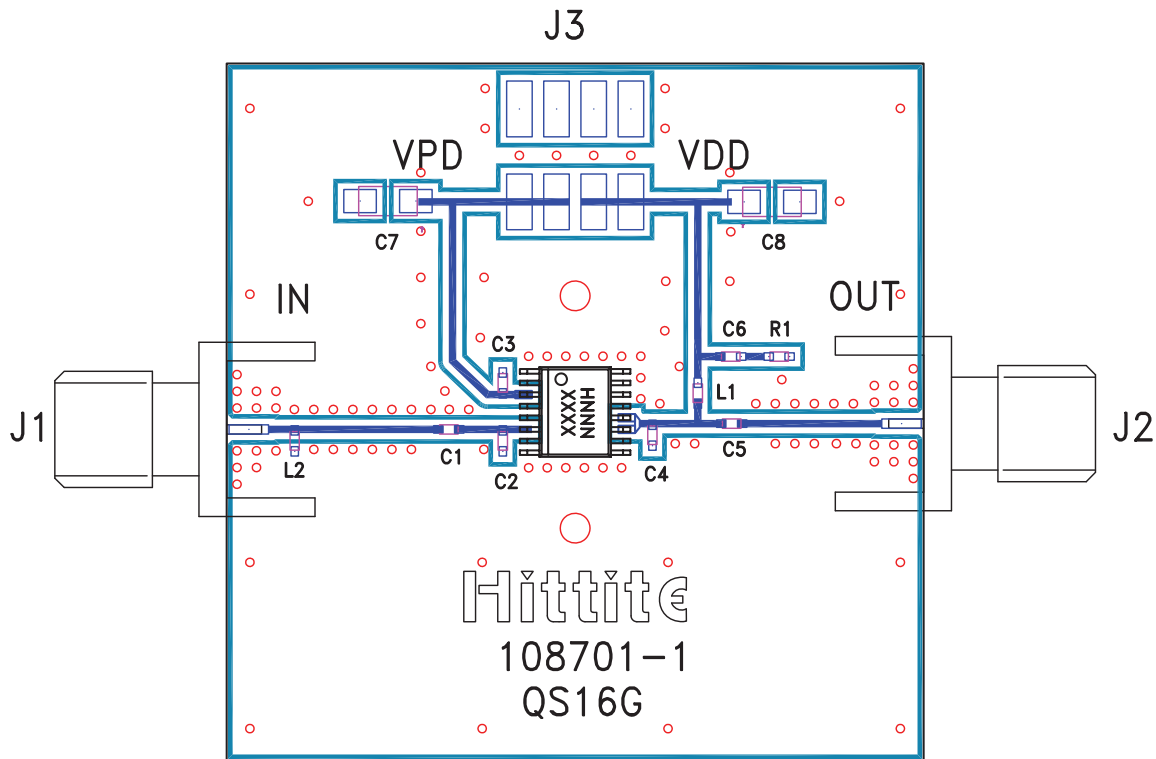 J3
VPD
VDD
C7
C8
IN
OUT
C3
C6
R1
L1
HNNN
XXXX
J1
J2
L2
C1
C2
C4
C5
Hittite
108701-1
QS16G